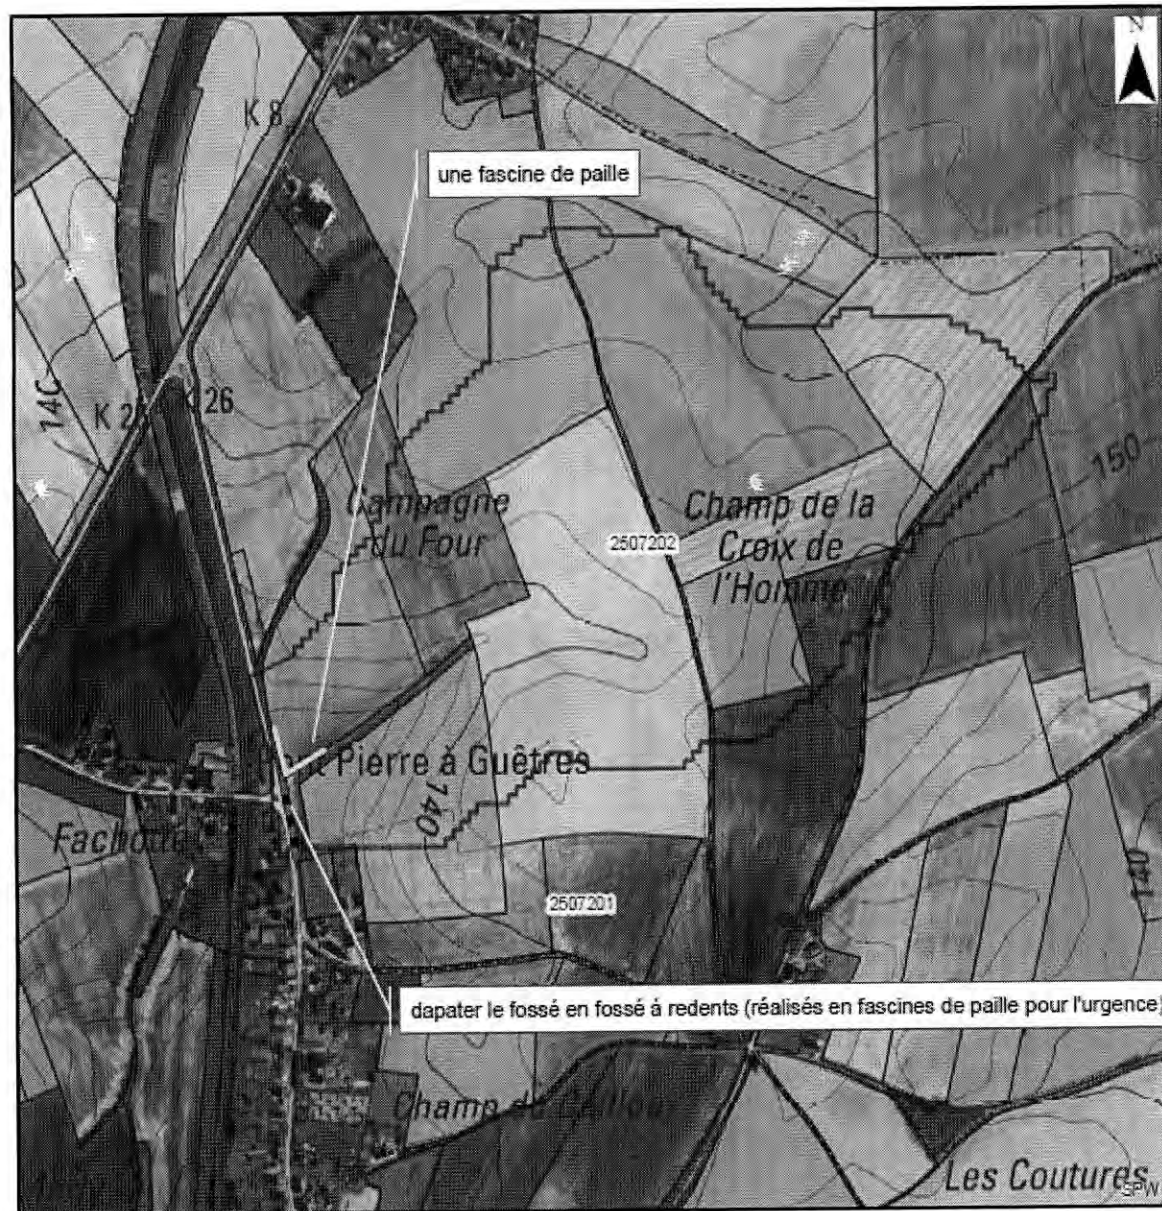 N
K 8
une fascine de paille
14C
K 26
K 26
Campagne
du Four
2507202
Champ de la
Croix de
l'Homme
150
Pierre à Guêtres
140
140
2507201
dapater le fossé en fossé à redents (réalisés en fascines de paille pour l'urgence)
Les Coutures
SPW